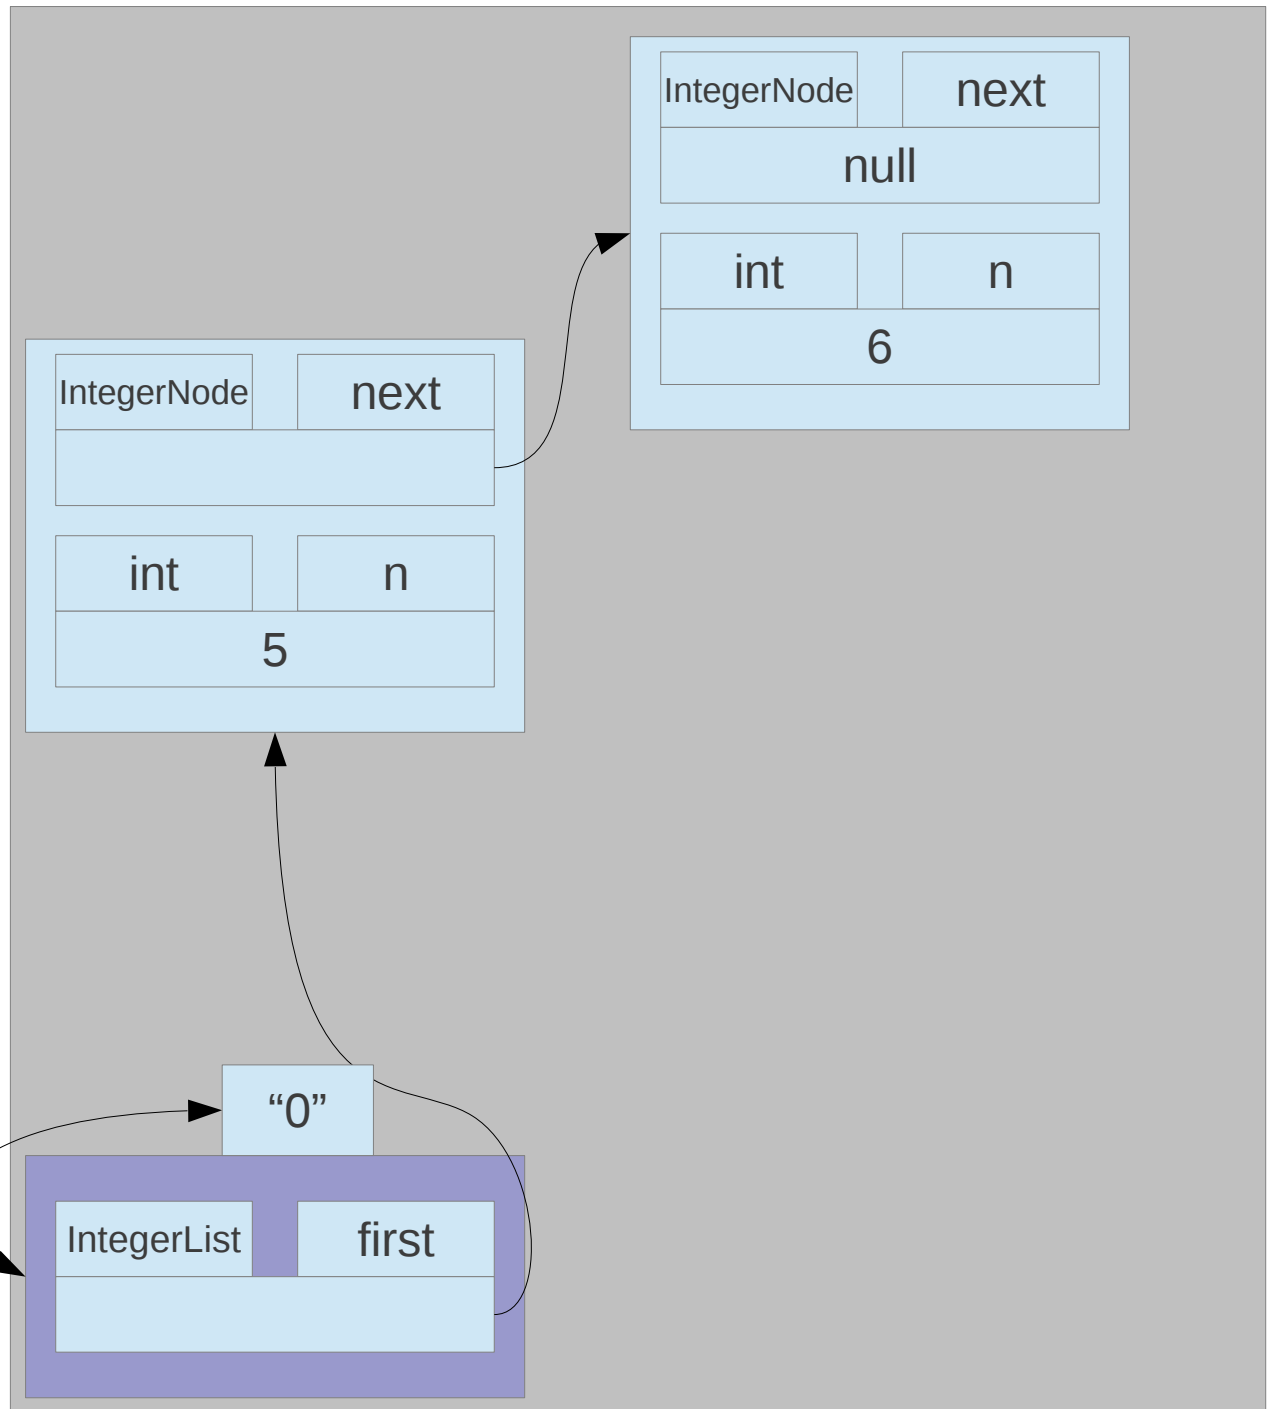 IntegerNode next
null
int n
6
IntegerNode next
int n
5
“0”
IntegerList first